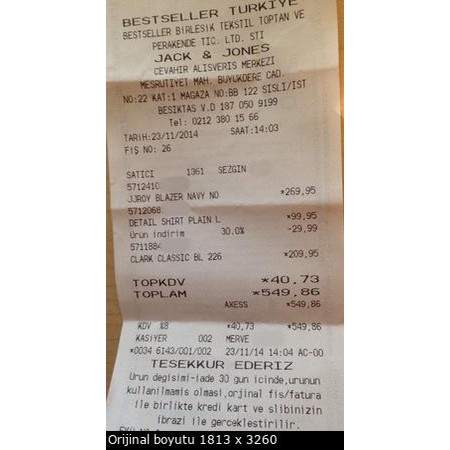 BESTSELLER TURKIYE
BESTSELLER BIRLESIK TEKSTIL TOPTAN VE
PERAKENDE TIC. LTD. STI
JACK & JONES
CEVAHIR ALISVERIS MERKEZI
MESRUTIYET MAH. BUYUKDERE CAD.
NO:22 KAT:1 MAGAZA NO:BB 122 SISLI/IST
BESIKTAS V.D 187 050 9199
Tel: 0212 380 15 66
TARIH:23/11/2014 SAAT:14:03
FIS NO: 26
SATICI 1361 SEZGIN
5712410
JJROY BLAZER NAVY NO *269,95
5712068
DETAIL SHIRT PLAIN L *99,95
Ürün indirim 30.0% -29,99
5711884
CLARK CLASSIC BL 226 *209,95
TOPKDV *40,73
TOPLAM *549,86
AXESS *549,86
KDV %8 *40,73 *549,86
KASIYER 002 MERVE
*0034 6143/001/002 23/11/14 14:04 AC-00
TESEKKUR EDERIZ
Urun degisimi-iade 30 gun icinde,urunun
kullanilmamis olmasi,orjinal fis/fatura
ile birlikte kredi kart ve slibinizin
ibrazi ile gerceklestirilir.
Orijinal boyutu 1813 x 3260